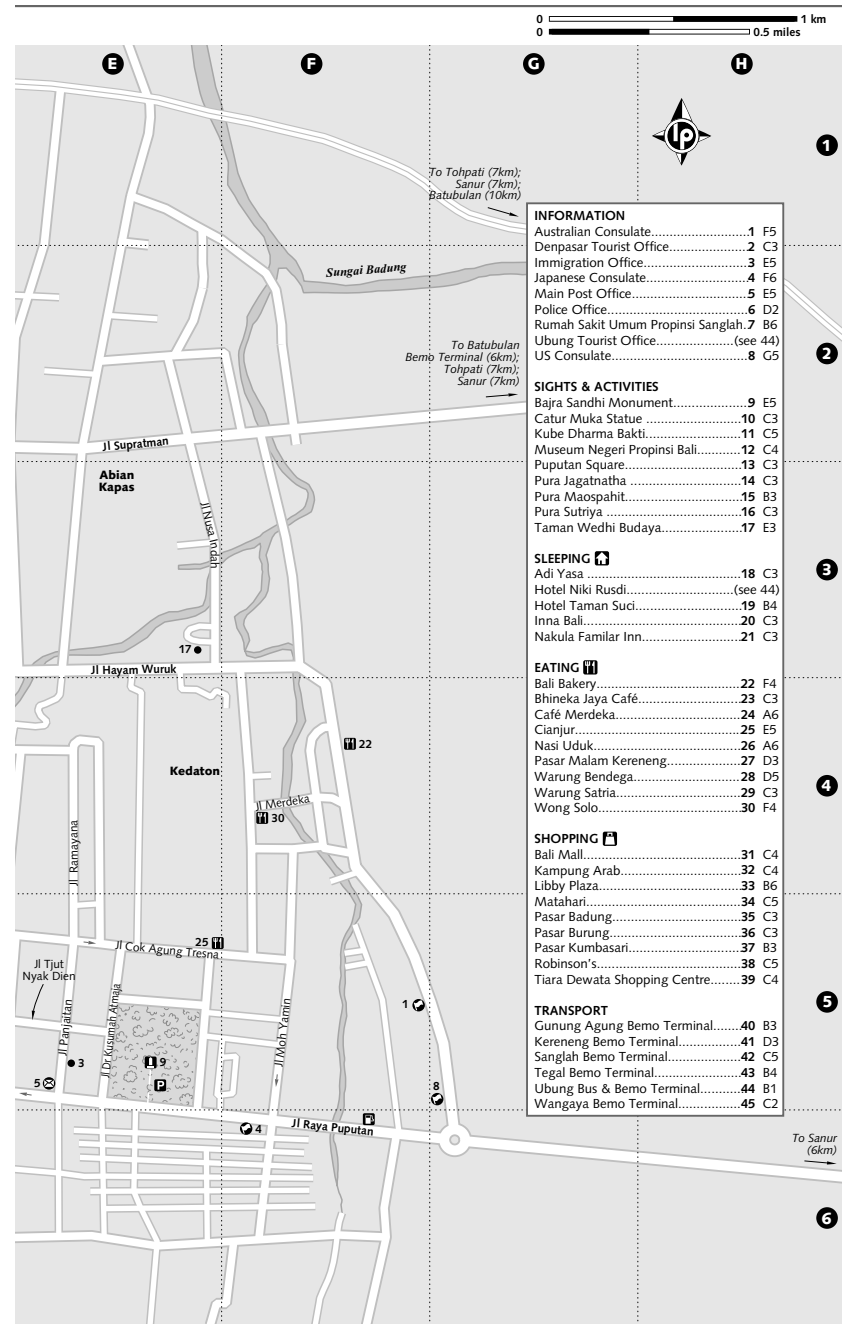 0 1 km
0 0.5 miles
E F G H
1
To Tohpati (7km);
Sanur (7km);
Batubulan (10km)
lp
INFORMATION
Australian Consulate............................1 F5
Denpasar Tourist Office.....................2 C3
Immigration Office.............................3 E5
Japanese Consulate............................4 F6
Main Post Office................................5 E5
Police Office......................................6 D2
Rumah Sakit Umum Propinsi Sanglah.7 B6
Ubung Tourist Office..................(see 44)
US Consulate.....................................8 G5
Sungai Badung
To Batubulan
Bemo Terminal (6km);
Tohpati (7km);
Sanur (7km)
2
SIGHTS & ACTIVITIES
Bajra Sandhi Monument....................9 E5
Catur Muka Statue ..........................10 C3
Kube Dharma Bakti..........................11 C5
Museum Negeri Propinsi Bali...........12 C4
Puputan Square...............................13 C3
Pura Jagatnatha ..............................14 C3
Pura Maospahit...............................15 B3
Pura Sutriya ....................................16 C3
Taman Wedhi Budaya......................17 E3
Jl Supratman
Abian
Kapas
Jl Nusa Indah
SLEEPING
Adi Yasa .........................................18 C3
Hotel Niki Rusdi.........................(see 44)
Hotel Taman Suci............................19 B4
Inna Bali..........................................20 C3
Nakula Familar Inn...........................21 C3
3
17
Jl Hayam Wuruk
EATING
Bali Bakery......................................22 F4
Bhineka Jaya Café...........................23 C3
Café Merdeka..................................24 A6
Cianjur............................................25 E5
Nasi Uduk.......................................26 A6
Pasar Malam Kereneng....................27 D3
Warung Bendega.............................28 D5
Warung Satria.................................29 C3
Wong Solo......................................30 F4
22
Kedaton
4
Jl Merdeka
30
Jl Ramayana
SHOPPING
Bali Mall..........................................31 C4
Kampung Arab................................32 C4
Libby Plaza......................................33 B6
Matahari.........................................34 C5
Pasar Badung..................................35 C3
Pasar Burung...................................36 C3
Pasar Kumbasari..............................37 B3
Robinson's......................................38 C5
Tiara Dewata Shopping Centre........39 C4
25
Jl Cok Agung Tresna
Jl Tjut
Nyak Dien
TRANSPORT
Gunung Agung Bemo Terminal.......40 B3
Kereneng Bemo Terminal................41 D3
Sanglah Bemo Terminal...................42 C5
Tegal Bemo Terminal.......................43 B4
Ubung Bus & Bemo Terminal..........44 B1
Wangaya Bemo Terminal.................45 C2
5
Jl Panjaitan
Jl Dr Kusumah Atmaja
Jl Moh Yamin
1
3
9
5
P
8
4
Jl Raya Puputan
To Sanur
(6km)
6